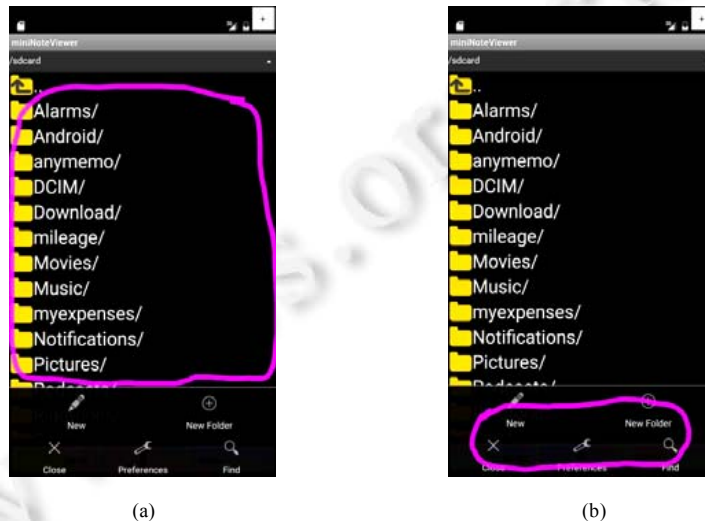 +
miniNoteViewer
/sdcard
..
Alarms/
Android/
anymemo/
DCIM/
Download/
mileage/
Movies/
Music/
myexpenses/
Notifications/
Pictures/
Podcasts/
New
New Folder
Close
Preferences
Find
(a)
+
miniNoteViewer
/sdcard
..
Alarms/
Android/
anymemo/
DCIM/
Download/
mileage/
Movies/
Music/
myexpenses/
Notifications/
Pictures/
Podcasts/
New
New Folder
Close
Preferences
Find
(b)